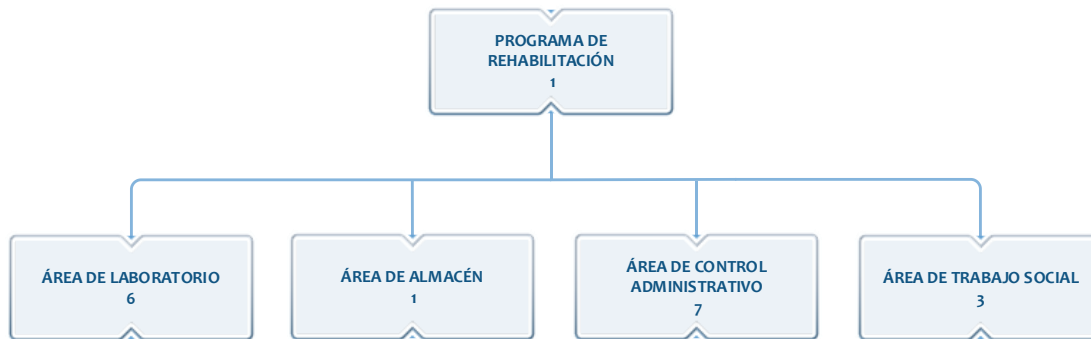 PROGRAMA DE
REHABILITACIÓN
1
ÁREA DE LABORATORIO
6
ÁREA DE ALMACÉN
1
ÁREA DE CONTROL
ADMINISTRATIVO
7
ÁREA DE TRABAJO SOCIAL
3